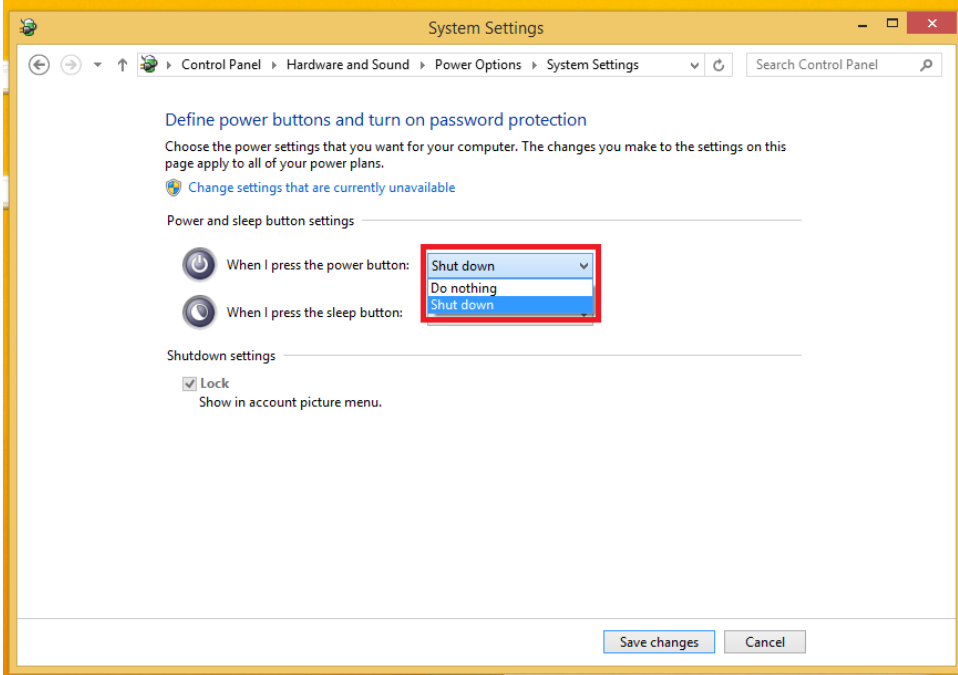 System Settings
Control Panel Hardware and Sound Power Options System Settings Search Control Panel
Define power buttons and turn on password protection
Choose the power settings that you want for your computer. The changes you make to the settings on this
page apply to all of your power plans.
Change settings that are currently unavailable
Power and sleep button settings
When I press the power button: Shut down
Do nothing
Shut down
When I press the sleep button:
Shutdown settings
Lock
Show in account picture menu.
Save changes Cancel